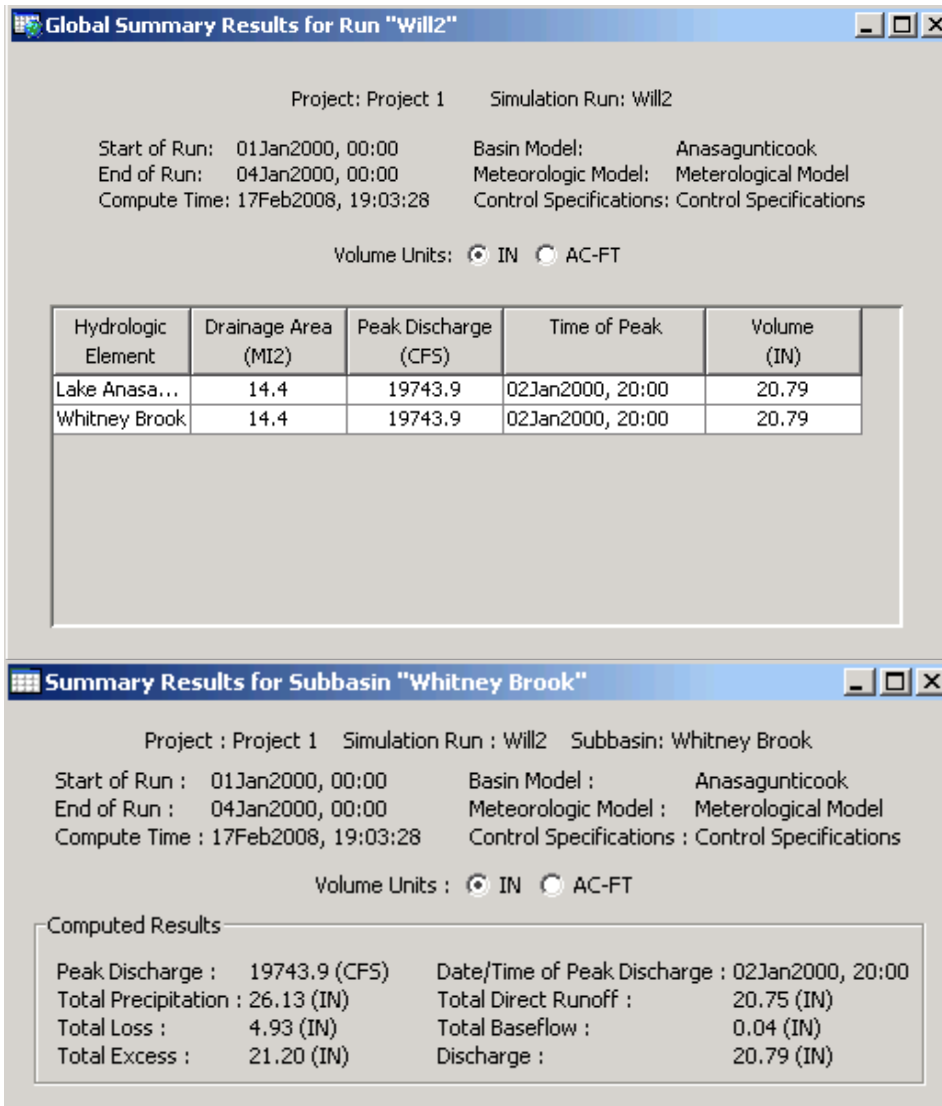 Global Summary Results for Run "Will2"
Project: Project 1 Simulation Run: Will2
Start of Run: 01Jan2000, 00:00 Basin Model: Anasagunticook
End of Run: 04Jan2000, 00:00 Meteorologic Model: Meterological Model
Compute Time: 17Feb2008, 19:03:28 Control Specifications: Control Specifications
Volume Units: IN AC-FT
Hydrologic Element Drainage Area (MI2) Peak Discharge (CFS) Time of Peak Volume (IN)
Lake Anasa... 14.4 19743.9 02Jan2000, 20:00 20.79
Whitney Brook 14.4 19743.9 02Jan2000, 20:00 20.79
Summary Results for Subbasin "Whitney Brook"
Project : Project 1 Simulation Run : Will2 Subbasin: Whitney Brook
Start of Run : 01Jan2000, 00:00 Basin Model : Anasagunticook
End of Run : 04Jan2000, 00:00 Meteorologic Model : Meterological Model
Compute Time : 17Feb2008, 19:03:28 Control Specifications : Control Specifications
Volume Units : IN AC-FT
Computed Results
Peak Discharge : 19743.9 (CFS) Date/Time of Peak Discharge : 02Jan2000, 20:00
Total Precipitation : 26.13 (IN) Total Direct Runoff : 20.75 (IN)
Total Loss : 4.93 (IN) Total Baseflow : 0.04 (IN)
Total Excess : 21.20 (IN) Discharge : 20.79 (IN)